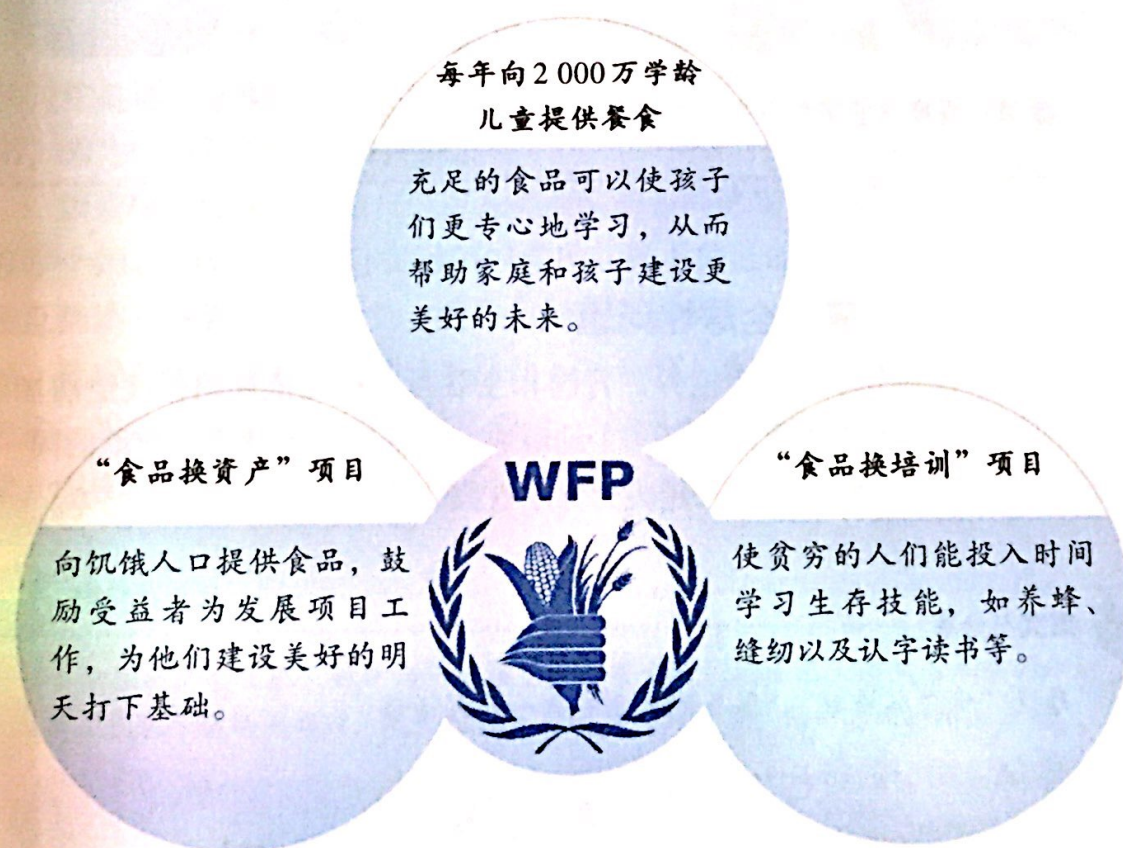 每年向2 000万学龄
儿童提供餐食
充足的食品可以使孩子
们更专心地学习，从而
帮助家庭和孩子建设更
美好的未来。
“食品换资产”项目
向饥饿人口提供食品，鼓
励受益者为发展项目工
作，为他们建设美好的明
天打下基础。
WFP
“食品换培训”项目
使贫穷的人们能投入时间
学习生存技能，如养蜂、
缝纫以及认字读书等。